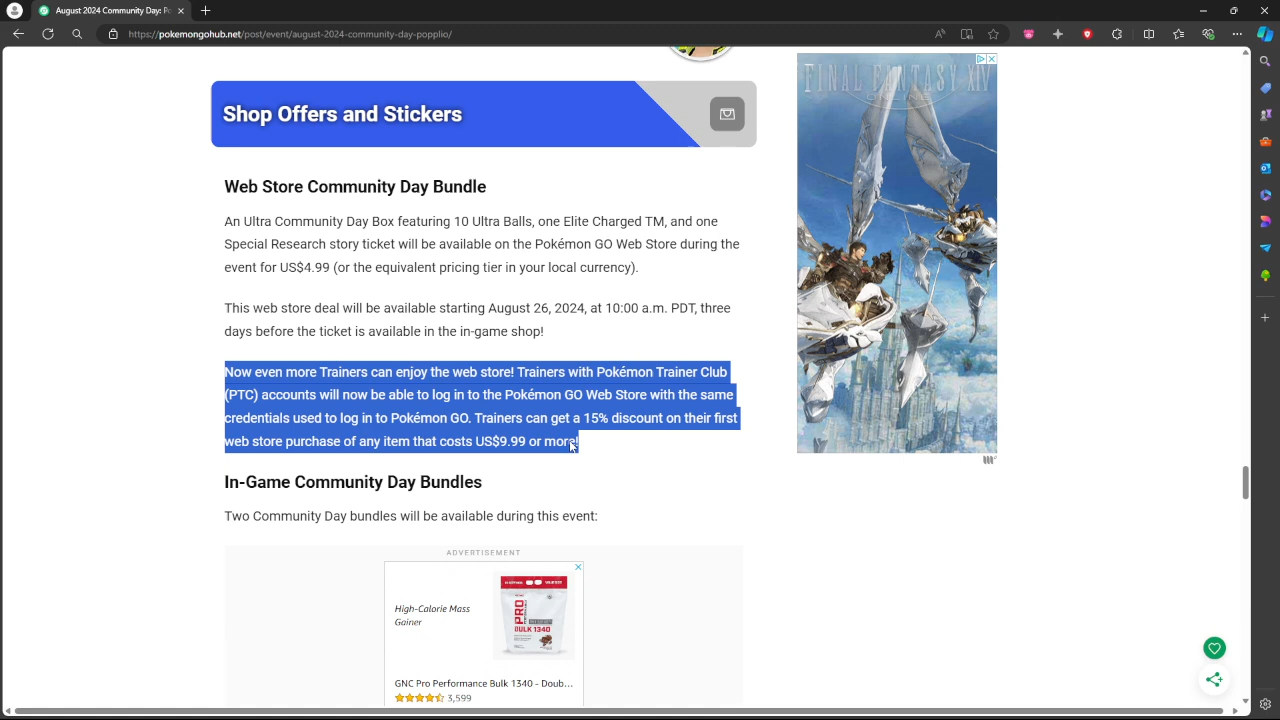 August 2024 Community Day: Po
https://pokemongohub.net/post/event/august-2024-community-day-popplio/
Shop Offers and Stickers
Web Store Community Day Bundle
An Ultra Community Day Box featuring 10 Ultra Balls, one Elite Charged TM, and one
Special Research story ticket will be available on the Pokémon GO Web Store during the
event for US$4.99 (or the equivalent pricing tier in your local currency).
This web store deal will be available starting August 26, 2024, at 10:00 a.m. PDT, three
days before the ticket is available in the in-game shop!
Now even more Trainers can enjoy the web store! Trainers with Pokémon Trainer Club
(PTC) accounts will now be able to log in to the Pokémon GO Web Store with the same
credentials used to log in to Pokémon GO. Trainers can get a 15% discount on their first
web store purchase of any item that costs US$9.99 or more!
In-Game Community Day Bundles
Two Community Day bundles will be available during this event:
ADVERTISEMENT
High-Calorie Mass
Gainer
PRO
BULK 1340
GNC Pro Performance Bulk 1340 - Doub...
3,599
FINAL FANTASY XIV
ONLINE